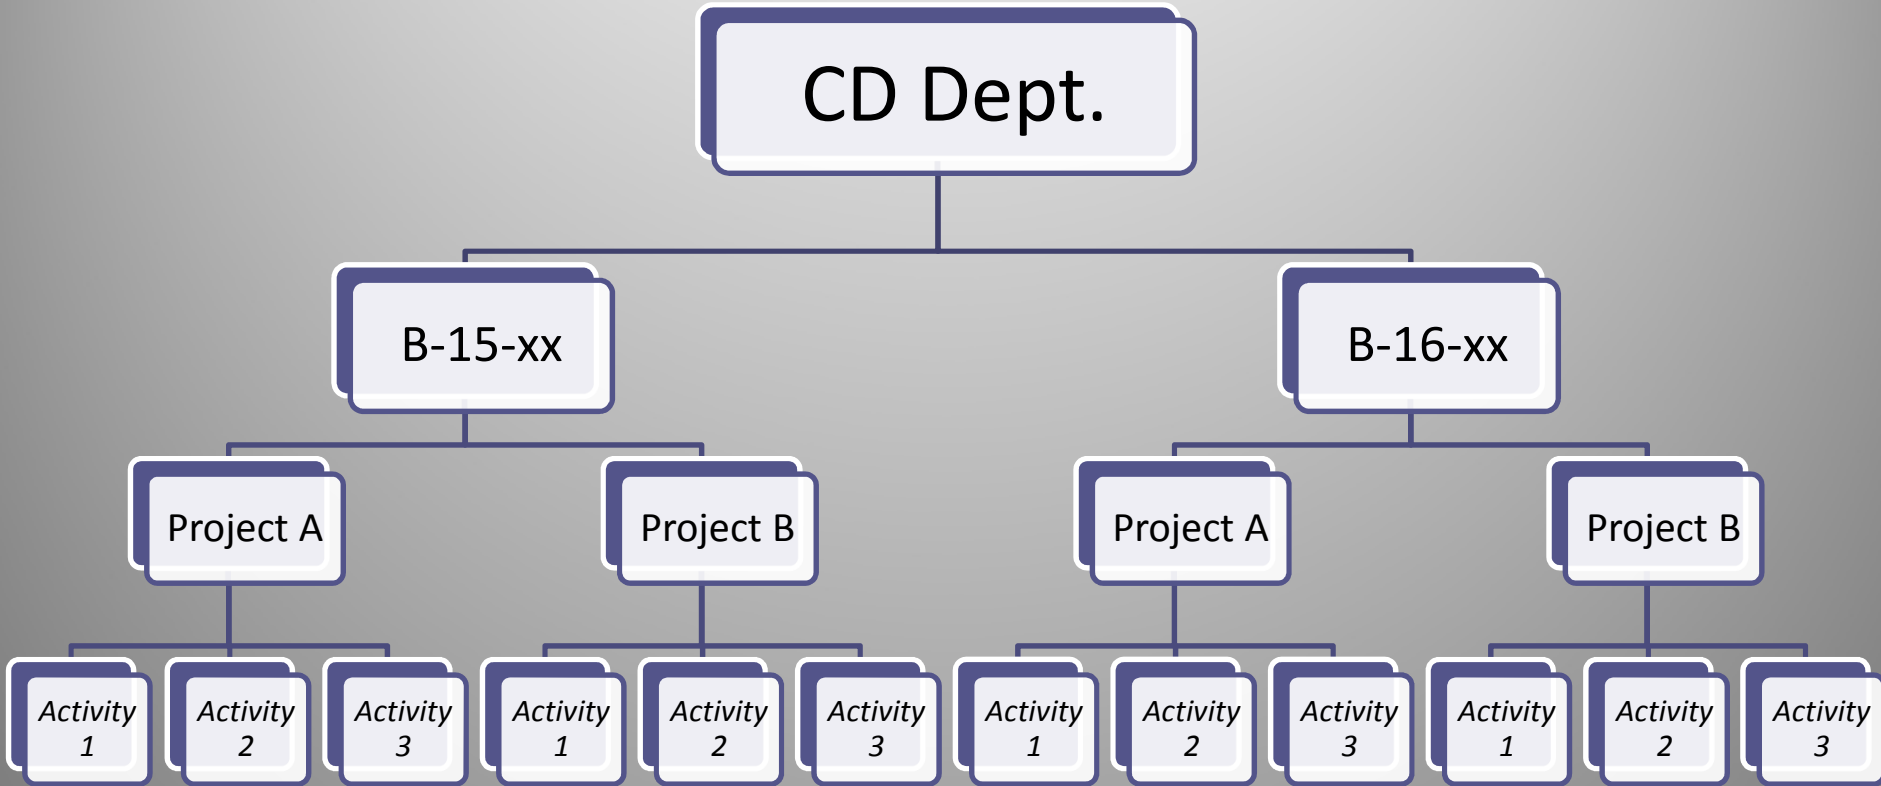 CD Dept.
B-15-xx
B-16-xx
Project A
Project B
Project A
Project B
Activity
1
Activity
2
Activity
3
Activity
1
Activity
2
Activity
3
Activity
1
Activity
2
Activity
3
Activity
1
Activity
2
Activity
3